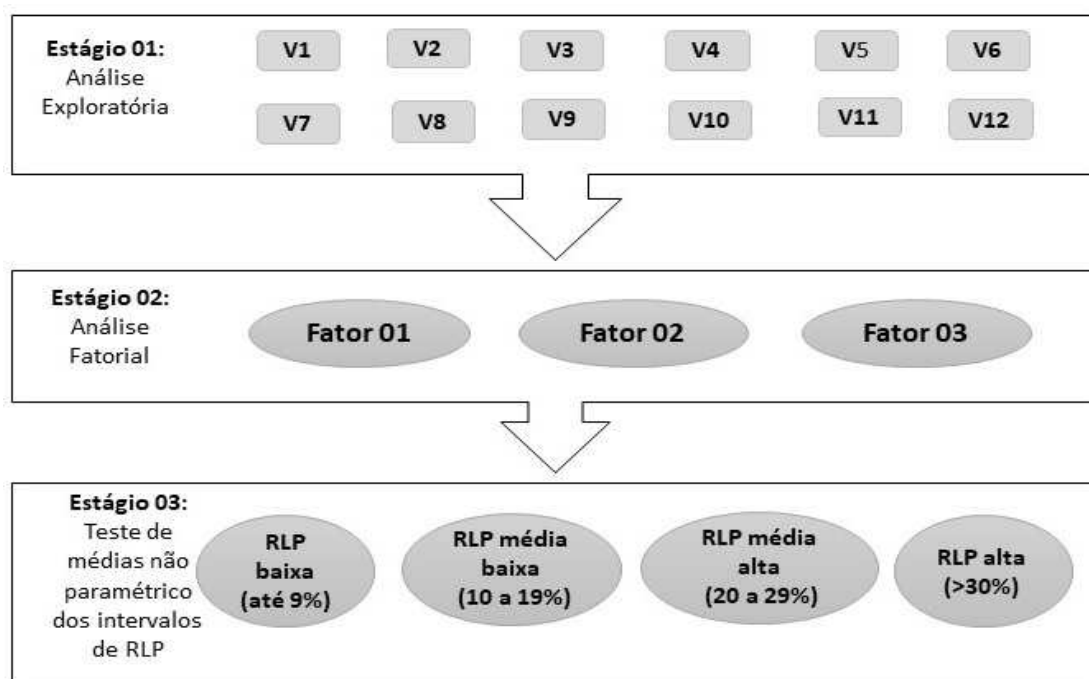 Estágio 01:
Análise
Exploratória
V1 V2 V3 V4 V5 V6
V7 V8 V9 V10 V11 V12
Estágio 02:
Análise
Fatorial
Fator 01 Fator 02 Fator 03
Estágio 03:
Teste de
médias não
paramétrico
dos intervalos
de RLP
RLP
baixa
(até 9%)
RLP média
baixa
(10 a 19%)
RLP média
alta
(20 a 29%)
RLP alta
(>30%)